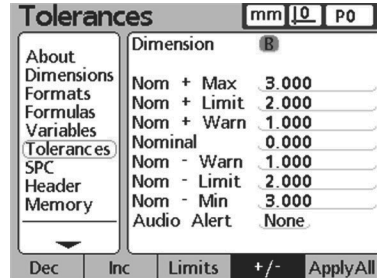 Tolerances mm 0 P0
About
Dimensions
Formats
Formulas
Variables
Tolerances
SPC
Header
Memory
Dimension B
Nom + Max 3.000
Nom + Limit 2.000
Nom + Warn 1.000
Nominal 0.000
Nom - Warn 1.000
Nom - Limit 2.000
Nom - Min 3.000
Audio Alert None
Dec Inc Limits +/- ApplyAll